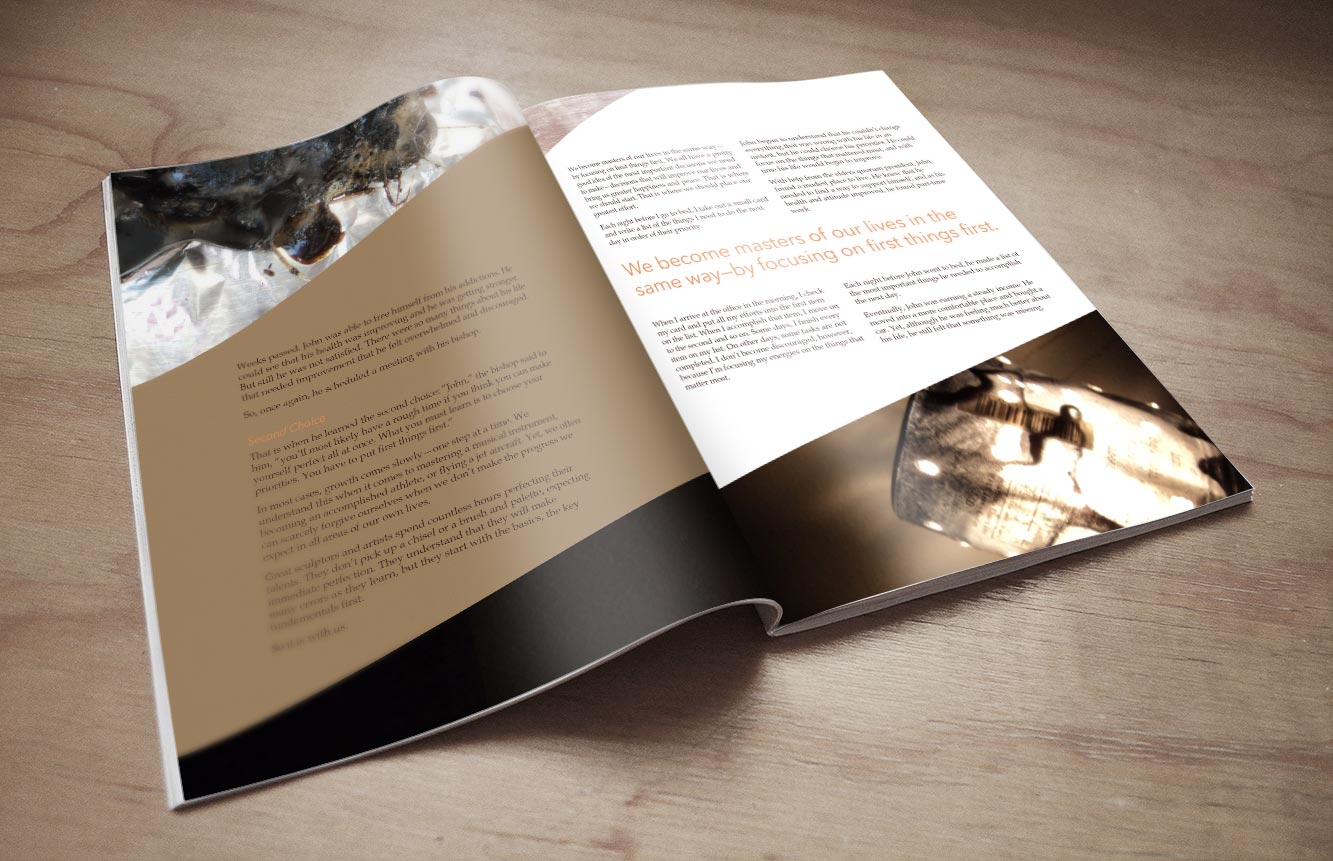 Weeks passed. John was able to free himself from his addictions. He
could see that his health was improving and he was getting stronger.
But still he was not satisfied. There were so many things about his life
that needed improvement that he felt overwhelmed and discouraged.
So, once again, he scheduled a meeting with his bishop.
Second Choice
That is when he learned the second choice: “John,” the bishop said to
him, “you’ll most likely have a rough time if you think you can make
yourself perfect all at once. What you must learn is to choose your
priorities. You have to put first things first.”
In most cases, growth comes slowly—one step at a time. We
understand this when it comes to mastering a musical instrument,
becoming an accomplished athlete, or flying a jet aircraft. Yet, we often
can scarcely forgive ourselves when we don’t make the progress we
expect in all areas of our own lives.
Great sculptors and artists spend countless hours perfecting their
talents. They don’t pick up a chisel or a brush and palette, expecting
immediate perfection. They understand that they will make
many errors as they learn, but they start with the basics, the key
fundamentals first.
So it is with us.
We become masters of our lives in the same way—
by focusing on first things first. We all have a pretty
good idea of the most important decisions we need
to make—decisions that will improve our lives and
bring us greater happiness and peace. That is where
we should start. That is where we should place our
greatest effort.
Each night before I go to bed, I take out a small card
and write a list of the things I need to do the next
day in order of their priority.
John began to understand that he couldn’t change
everything that was wrong with his life in an
instant, but he could choose his priorities. He could
focus on the things that mattered most, and with
time his life would begin to improve.
With help from the elders quorum president, John
found a modest place to live. He knew that he
needed to find a way to support himself, and as his
health and attitude improved, he found part-time
work.
We become masters of our lives in the
same way—by focusing on first things first.
When I arrive at the office in the morning, I check
my card and put all my efforts into the first item
on the list. When I accomplish that item, I move on
to the second and so on. Some days, I finish every
item on my list. On other days, some tasks are not
completed. I don’t become discouraged, however,
because I’m focusing my energies on the things that
matter most.
Each night before John went to bed, he made a list of
the most important things he needed to accomplish
the next day.
Eventually, John was earning a steady income. He
moved into a more comfortable place and bought a
car. Yet, although he was feeling much better about
his life, he still felt that something was missing.